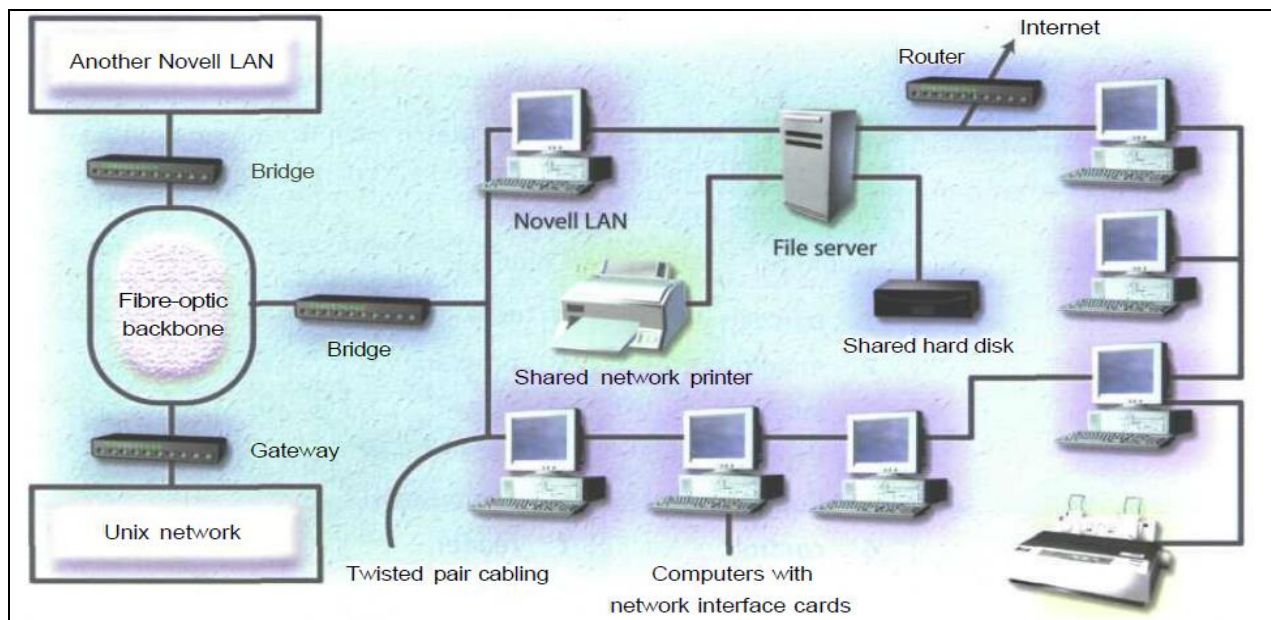 Another Novell LAN
Bridge
Fibre-optic
backbone
Bridge
Gateway
Unix network
Novell LAN
File server
Router
Internet
Shared network printer
Shared hard disk
Twisted pair cabling
Computers with
network interface cards